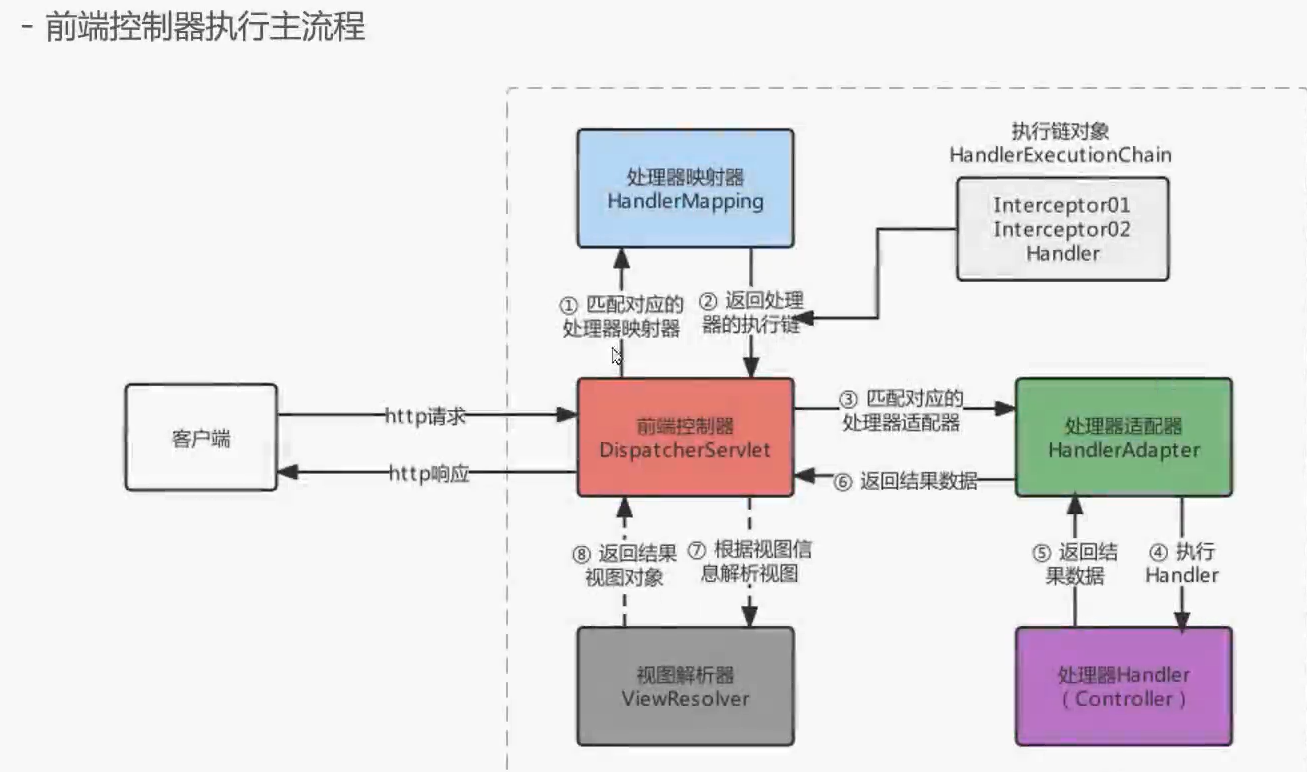 - 前端控制器执行主流程
执行链对象
HandlerExecutionChain
处理器映射器
HandlerMapping
Interceptor01
Interceptor02
Handler
① 匹配对应的
处理器映射器
② 返回处理
器的执行链
客户端
http请求
http响应
前端控制器
DispatcherServlet
③ 匹配对应的
处理器适配器
⑥ 返回结果数据
处理器适配器
HandlerAdapter
⑧ 返回结果
视图对象
⑦ 根据视图信
息解析视图
⑤ 返回结
果数据
④ 执行
Handler
视图解析器
ViewResolver
处理器Handler
（ Controller ）